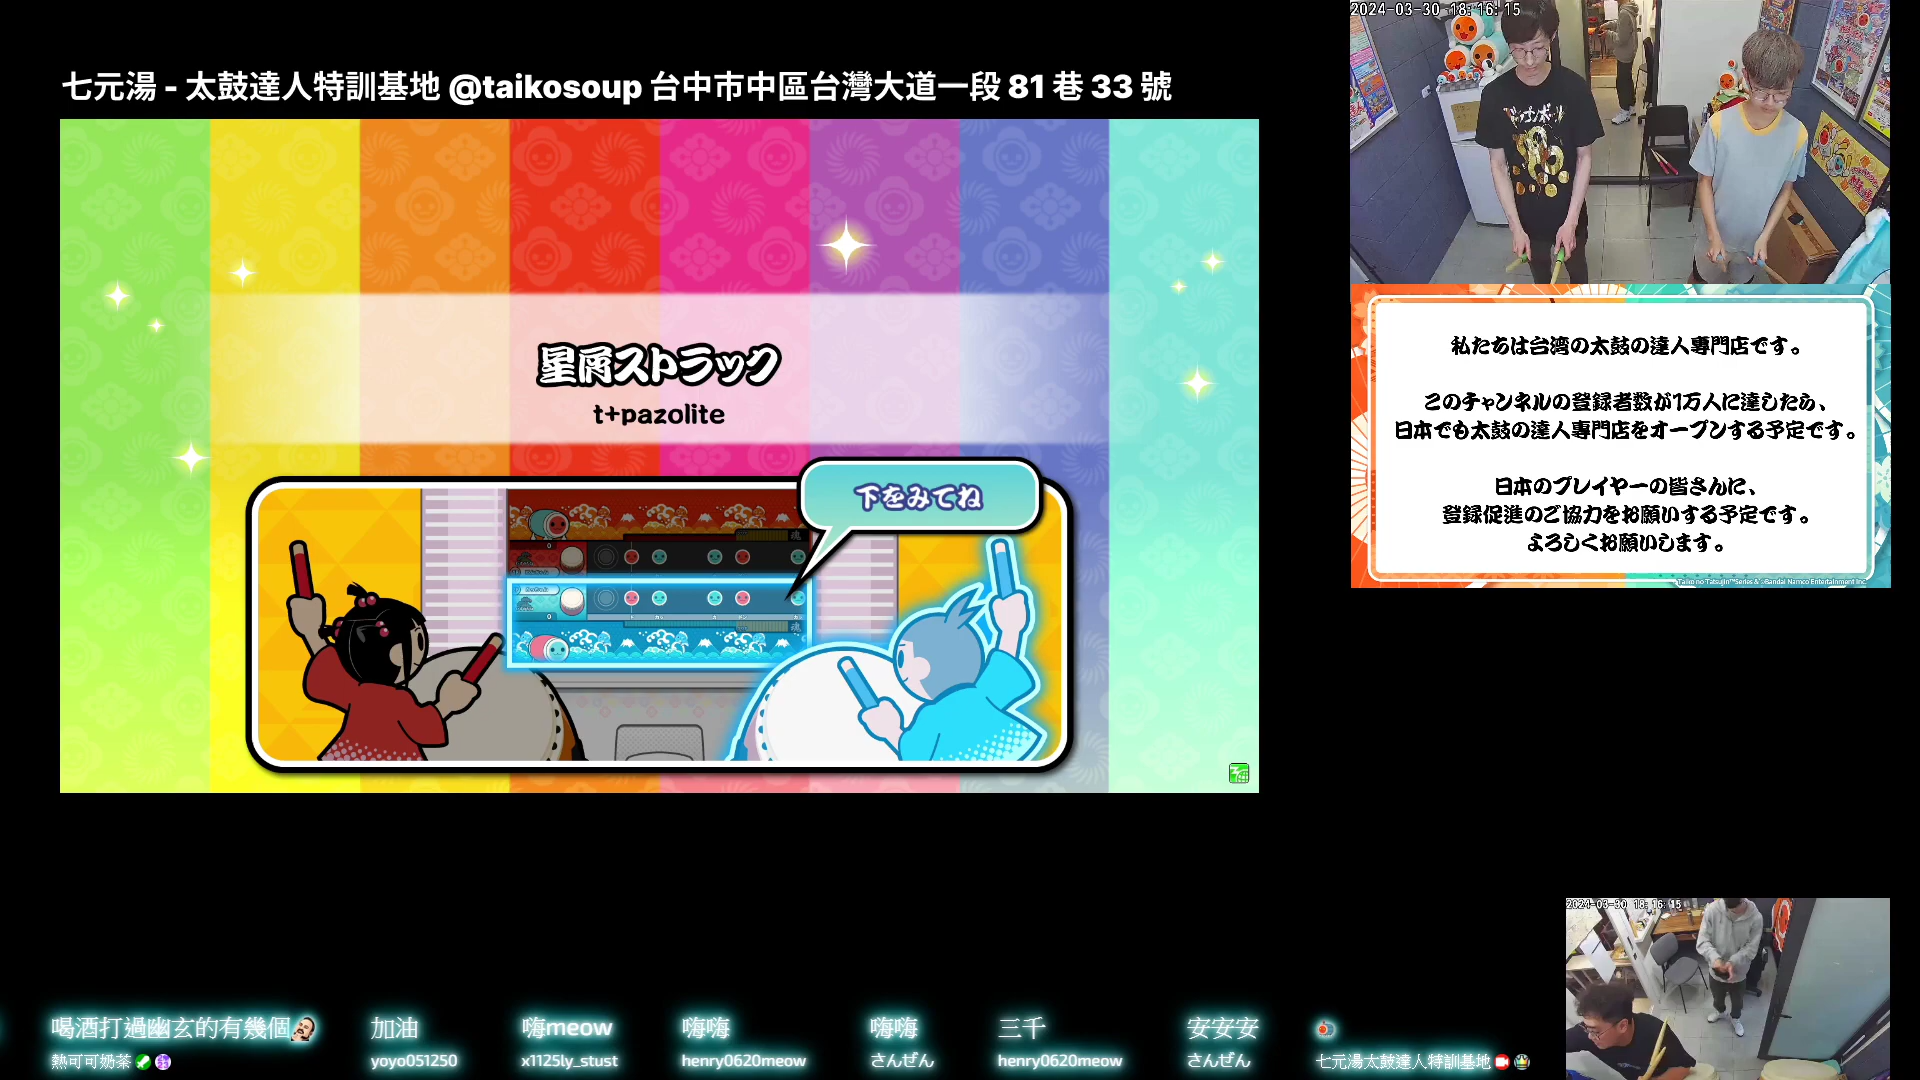 七元湯 - 太鼓達人特訓基地 @taikosoup 台中市中區台灣大道一段 81 巷 33 號
2024-03-30 18:16:15
星屑ストラック
t+pazolite
下をみてね
私たちは台湾の太鼓の達人専門店です。
このチャンネルの登録者数が1万人に達したら、
日本でも太鼓の達人専門店をオープンする予定です。
日本のプレイヤーの皆さんに、
登録促進のご協力をお願いする予定です。
よろしくお願いします。
Taiko no Tatsujin™Series & ©Bandai Namco Entertainment Inc.
2024-03-30 18:16:15
喝酒打過幽玄的有幾個
熱可可奶茶
加油
yoyo051250
嗨meow
x1125ly_stust
嗨嗨
henry0620meow
嗨嗨
さんぜん
三千
henry0620meow
安安安
さんぜん
七元湯太鼓達人特訓基地